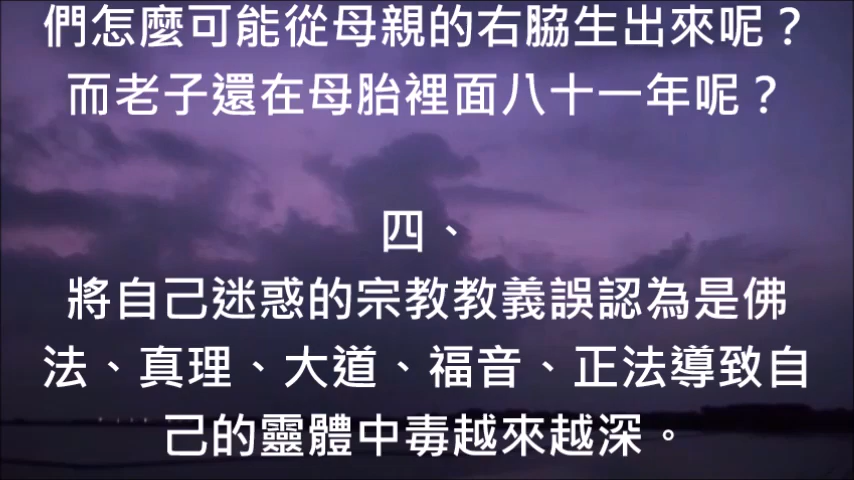 們怎麼可能從母親的右脇生出來呢？
而老子還在母胎裡面八十一年呢？
四、
將自己迷惑的宗教教義誤認為是佛
法、真理、大道、福音、正法導致自
己的靈體中毒越來越深。